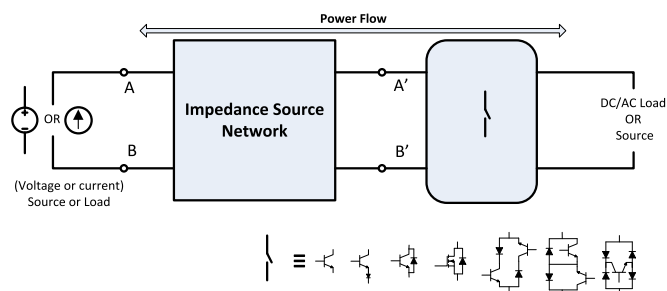 Power Flow
A
A’
Impedance Source
Network
OR
DC/AC Load
OR
Source
B
B’
(Voltage or current)
Source or Load